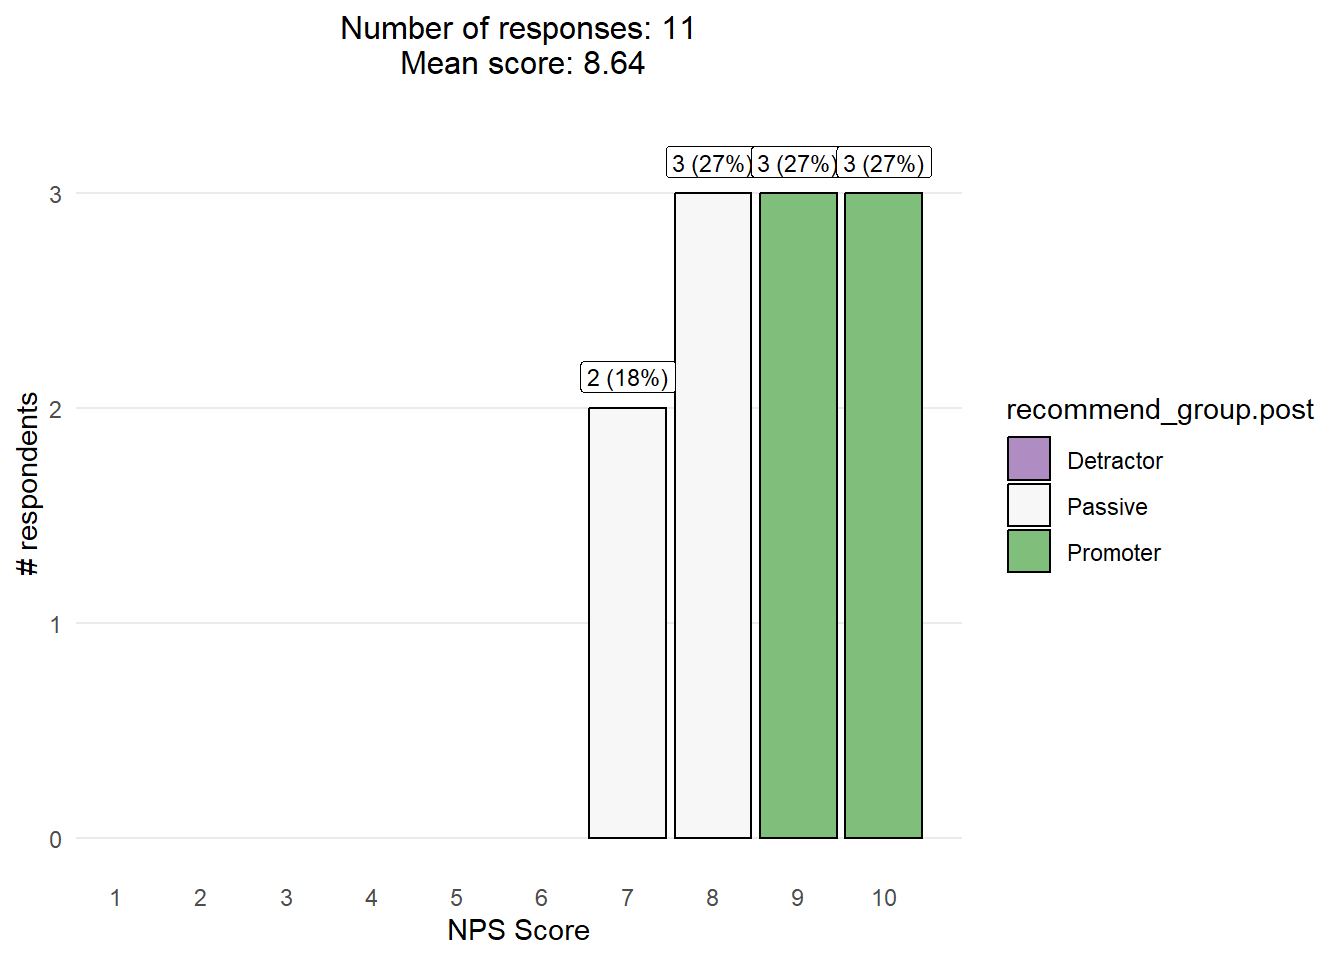 Number of responses: 11
Mean score: 8.64
3 (27%) 3 (27%) 3 (27%)
3
2 (18%)
2
# respondents
1
0
1 2 3 4 5 6 7 8 9 10
NPS Score
recommend_group.post
Detractor
Passive
Promoter